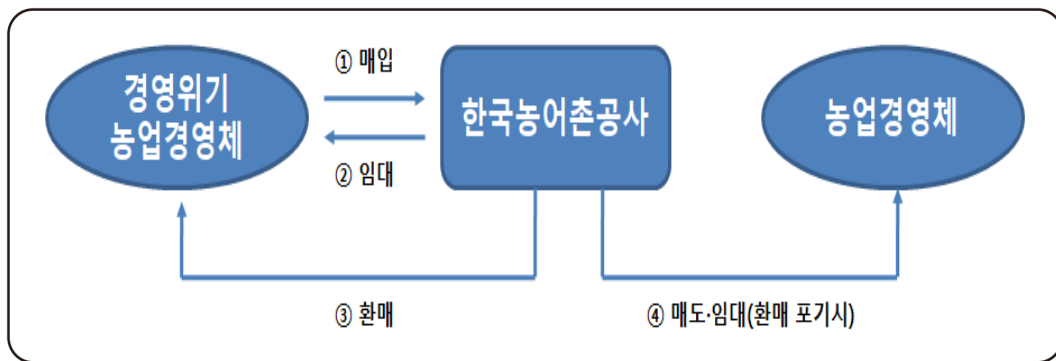 ① 매입
경영위기
농업경영체
한국농어촌공사
농업경영체
② 임대
③ 환매
④ 매도·임대(환매 포기시)